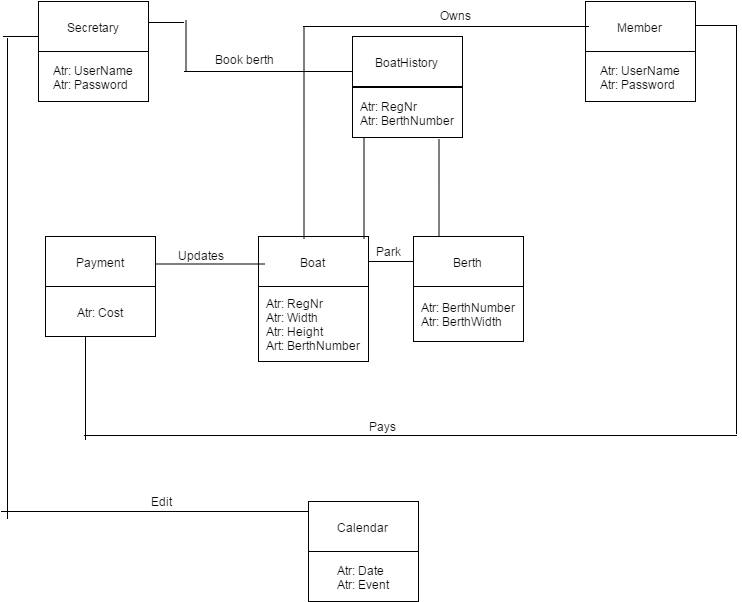 Owns
Secretary
Member
Book berth
BoatHistory
Atr: UserName
Atr: Password
Atr: UserName
Atr: Password
Atr: RegNr
Atr: BerthNumber
Payment
Updates
Boat
Park
Berth
Atr: Cost
Atr: RegNr
Atr: Width
Atr: Height
Art: BerthNumber
Atr: BerthNumber
Atr: BerthWidth
Pays
Edit
Calendar
Atr: Date
Atr: Event